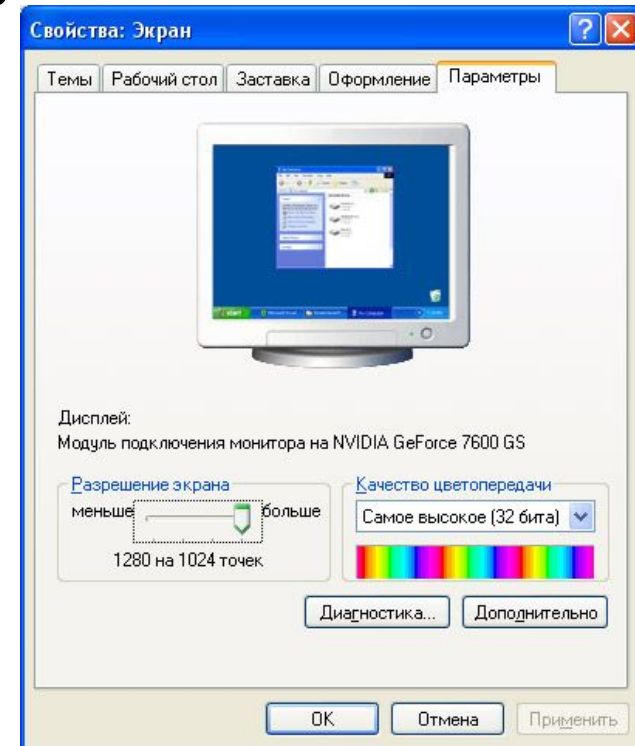 Свойства: Экран
Темы Рабочий стол Заставка Оформление Параметры
start
Дисплей:
Модуль подключения монитора на NVIDIA GeForce 7600 GS
Разрешение экрана
меньше больше
1280 на 1024 точек
Качество цветопередачи
Самое высокое (32 бита)
Диагностика... Дополнительно
OK Отмена Применить